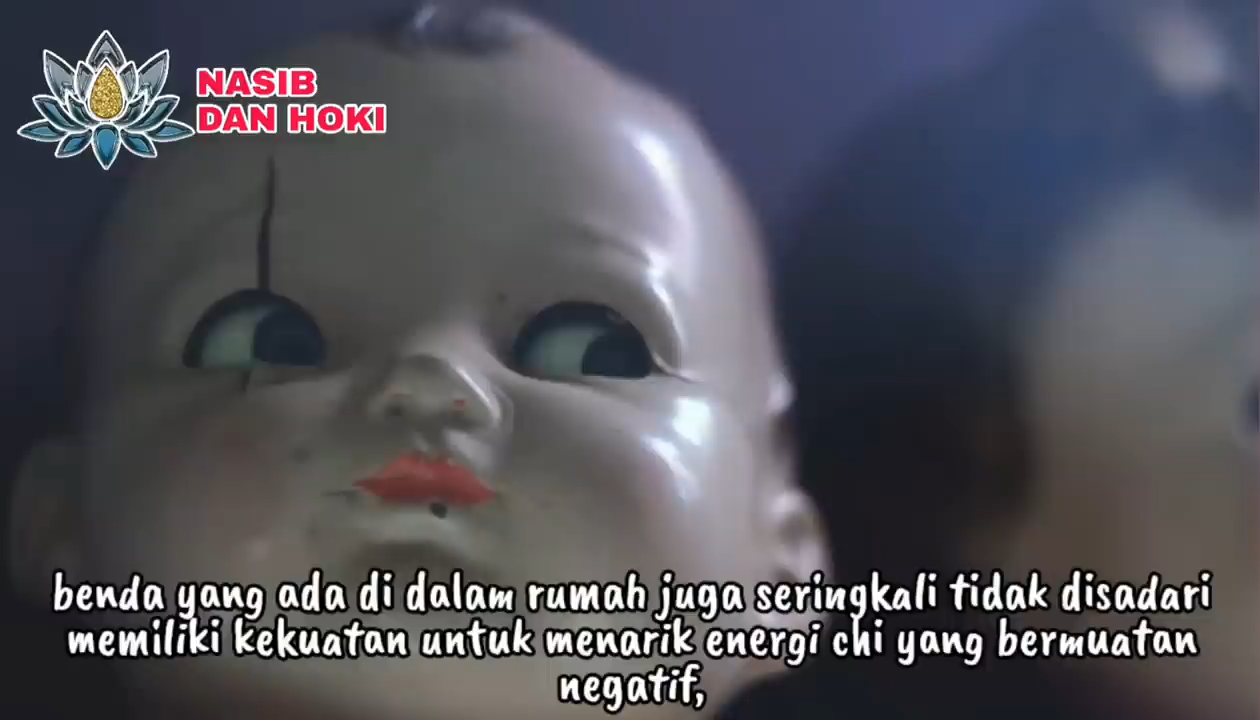 NASIB
DAN HOKI
benda yang ada di dalam rumah juga seringkali tidak disadari
memiliki kekuatan untuk menarik energi chi yang bermuatan
negatif,